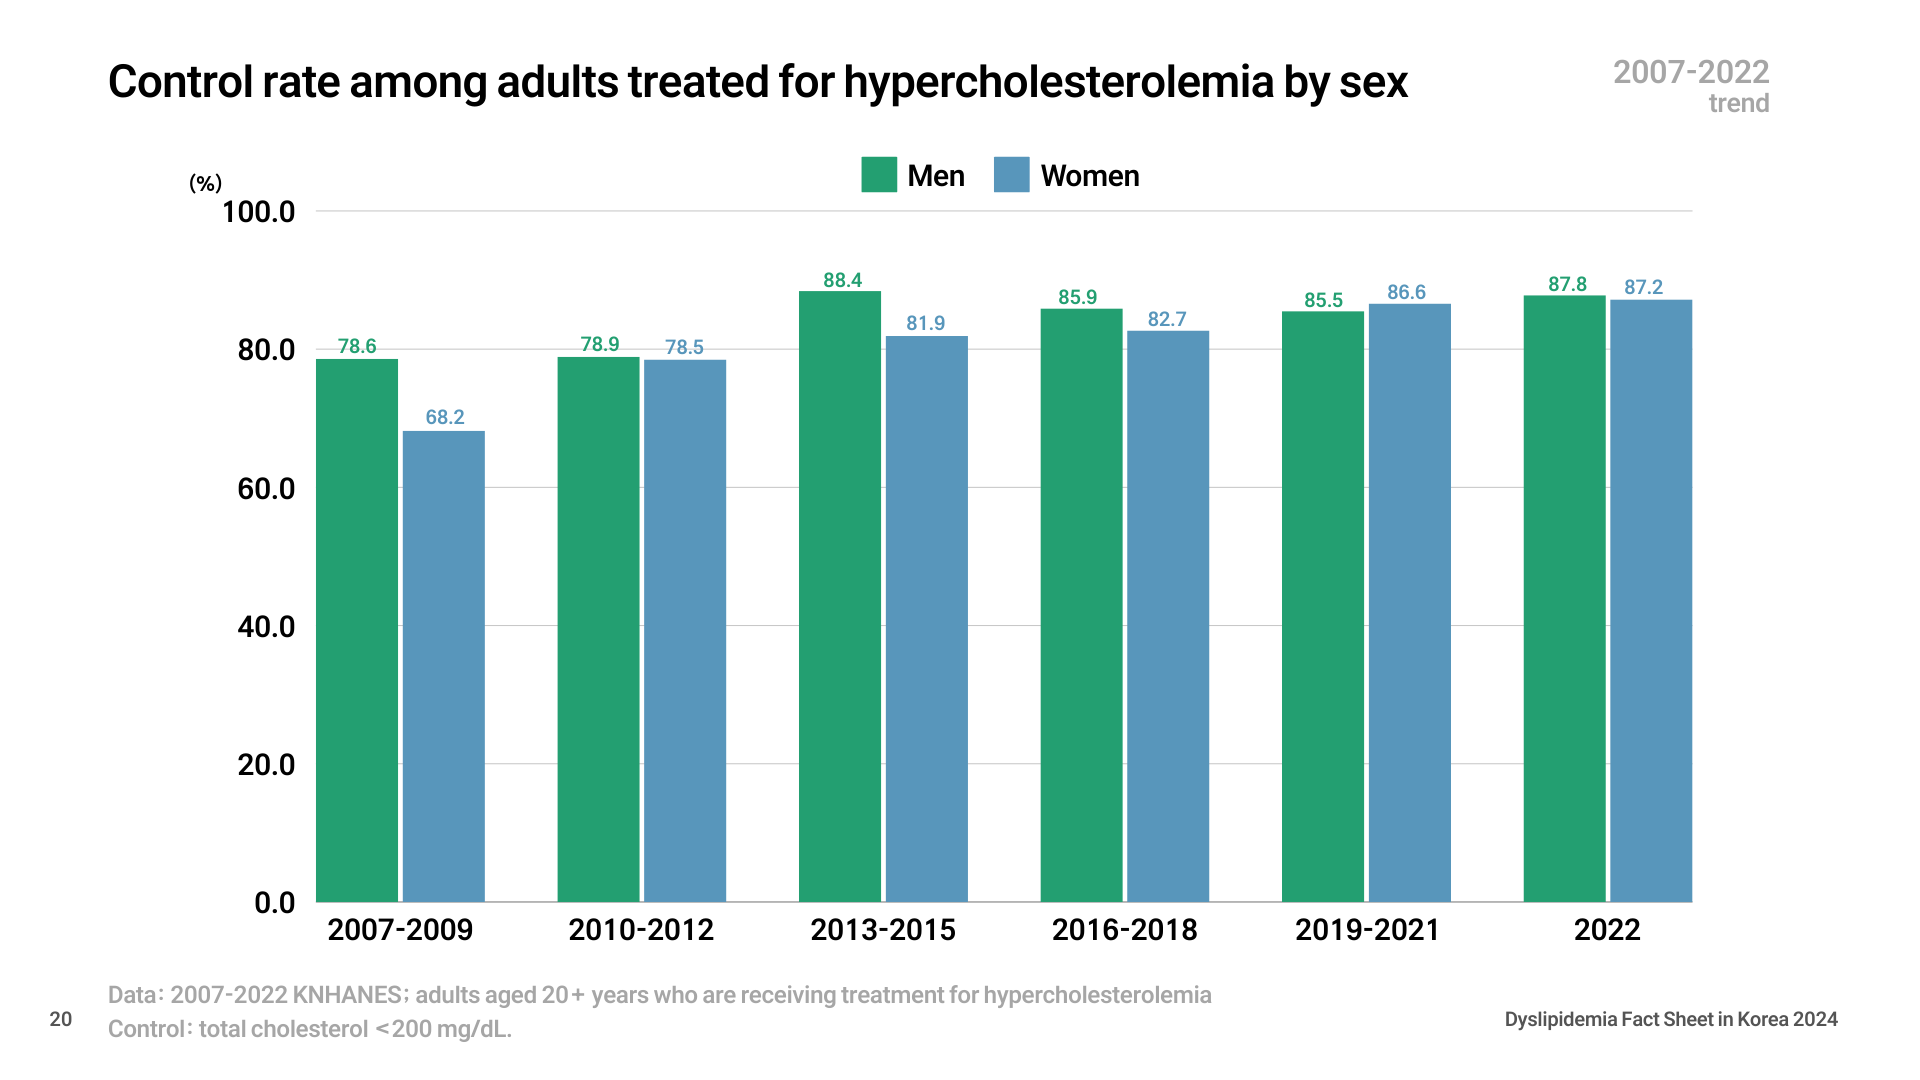 Control rate among adults treated for hypercholesterolemia by sex
2007-2022
trend
Men Women
(%)
100.0
80.0
60.0
40.0
20.0
0.0
78.6 68.2
78.9 78.5
88.4 81.9
85.9 82.7
85.5 86.6
87.8 87.2
2007-2009 2010-2012 2013-2015 2016-2018 2019-2021 2022
Data: 2007-2022 KNHANES; adults aged 20+ years who are receiving treatment for hypercholesterolemia
Control: total cholesterol <200 mg/dL.
20
Dyslipidemia Fact Sheet in Korea 2024